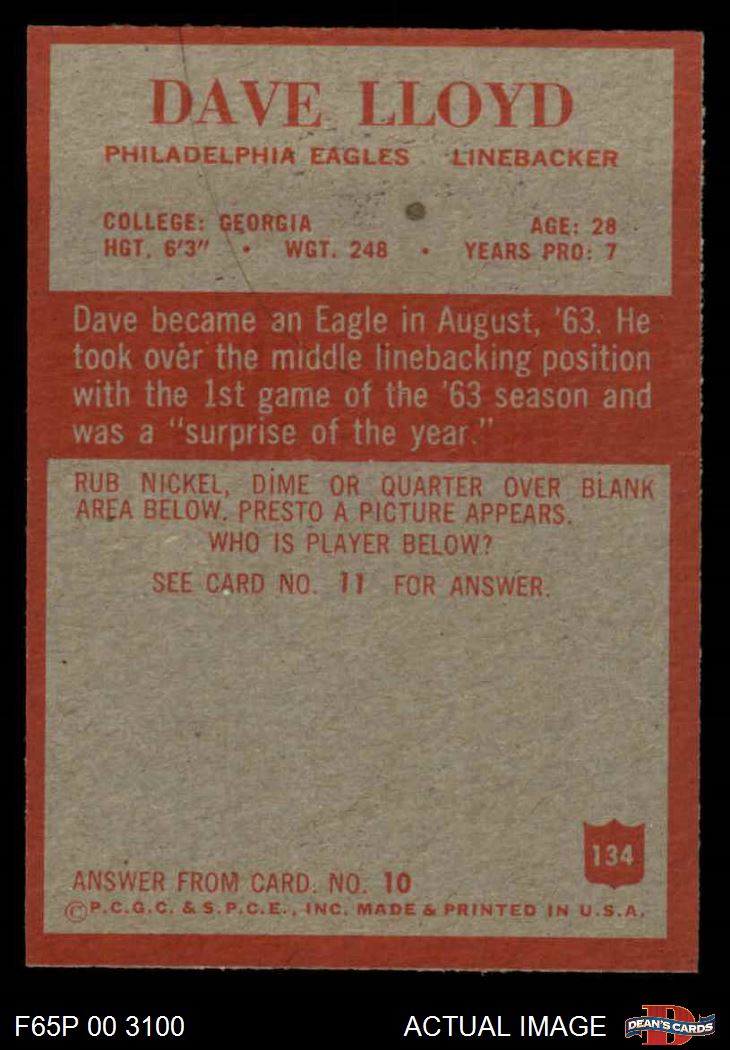 DAVE LLOYD
PHILADELPHIA EAGLES LINEBACKER
COLLEGE: GEORGIA AGE: 28
HGT. 6'3" • WGT. 248 • YEARS PRO: 7
Dave became an Eagle in August, '63. He
took over the middle linebacking position
with the 1st game of the '63 season and
was a "surprise of the year."
RUB NICKEL, DIME OR QUARTER OVER BLANK
AREA BELOW. PRESTO A PICTURE APPEARS.
WHO IS PLAYER BELOW?
SEE CARD NO. 11 FOR ANSWER.
134
ANSWER FROM CARD. NO. 10
©P.C.G.C. & S.P.C.E., INC. MADE & PRINTED IN U.S.A.
F65P 00 3100 ACTUAL IMAGE D DEAN'S CARDS